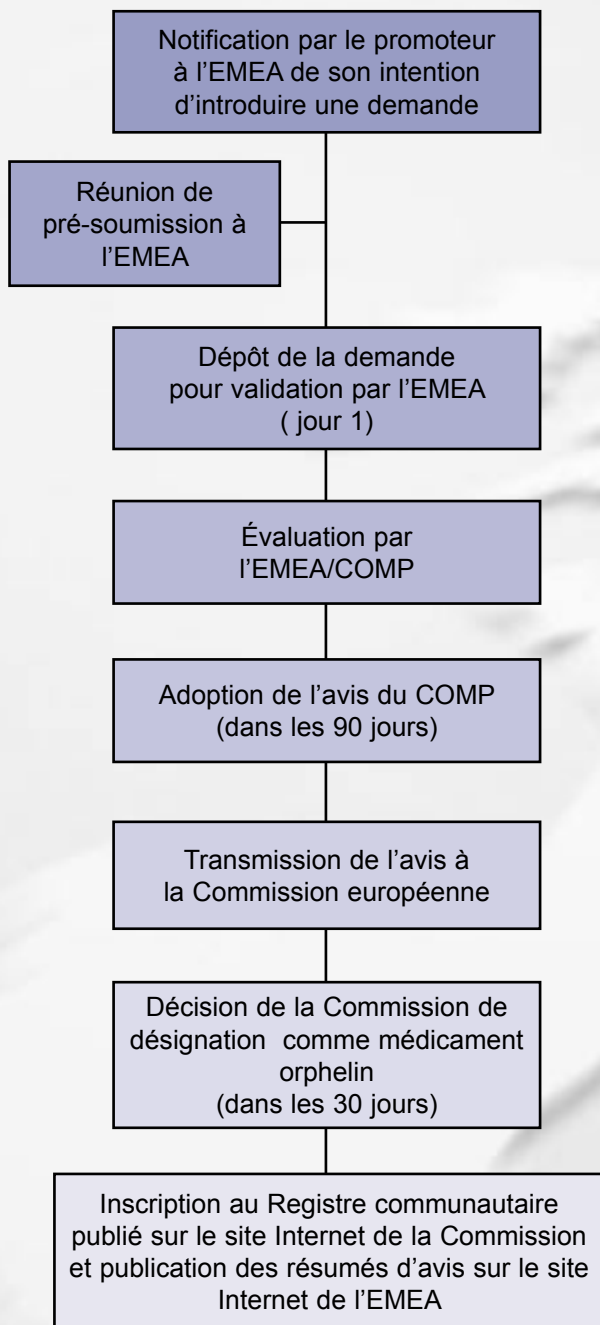 Notification par le promoteur
à l’EMEA de son intention
d’introduire une demande
Réunion de
pré-soumission à
l’EMEA
Dépôt de la demande
pour validation par l’EMEA
( jour 1)
Évaluation par
l’EMEA/COMP
Adoption de l’avis du COMP
(dans les 90 jours)
Transmission de l’avis à
la Commission européenne
Décision de la Commission de
désignation  comme médicament
orphelin
(dans les 30 jours)
Inscription au Registre communautaire
publié sur le site Internet de la Commission
et publication des résumés d’avis sur le site
Internet de l’EMEA